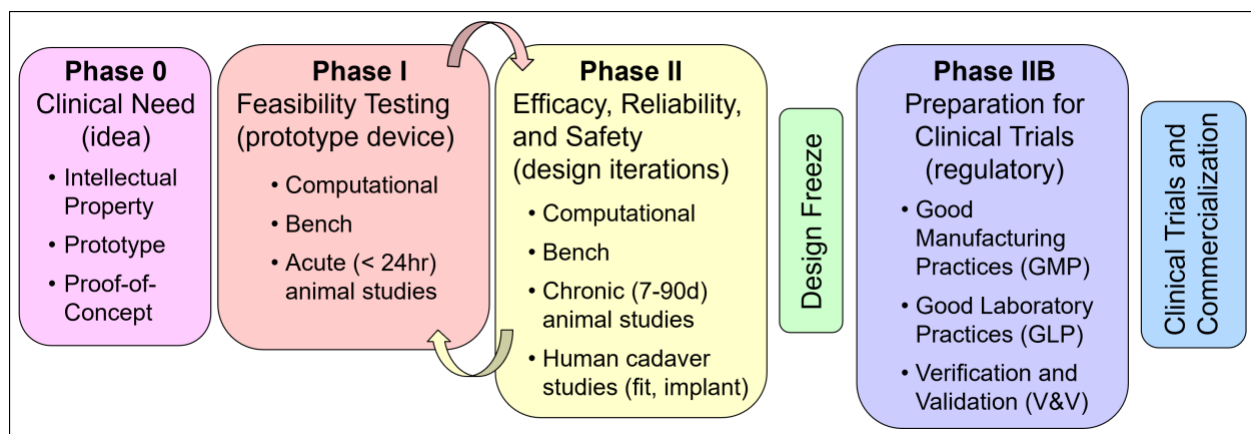 Phase 0
Clinical Need
(idea)
• Intellectual
Property
• Prototype
• Proof-of-
Concept
Phase I
Feasibility Testing
(prototype device)
• Computational
• Bench
• Acute (< 24hr)
animal studies
Phase II
Efficacy, Reliability,
and Safety
(design iterations)
• Computational
• Bench
• Chronic (7-90d)
animal studies
• Human cadaver
studies (fit, implant)
Design Freeze
Phase IIB
Preparation for
Clinical Trials
(regulatory)
• Good
Manufacturing
Practices (GMP)
• Good Laboratory
Practices (GLP)
• Verification and
Validation (V&V)
Clinical Trials and
Commercialization